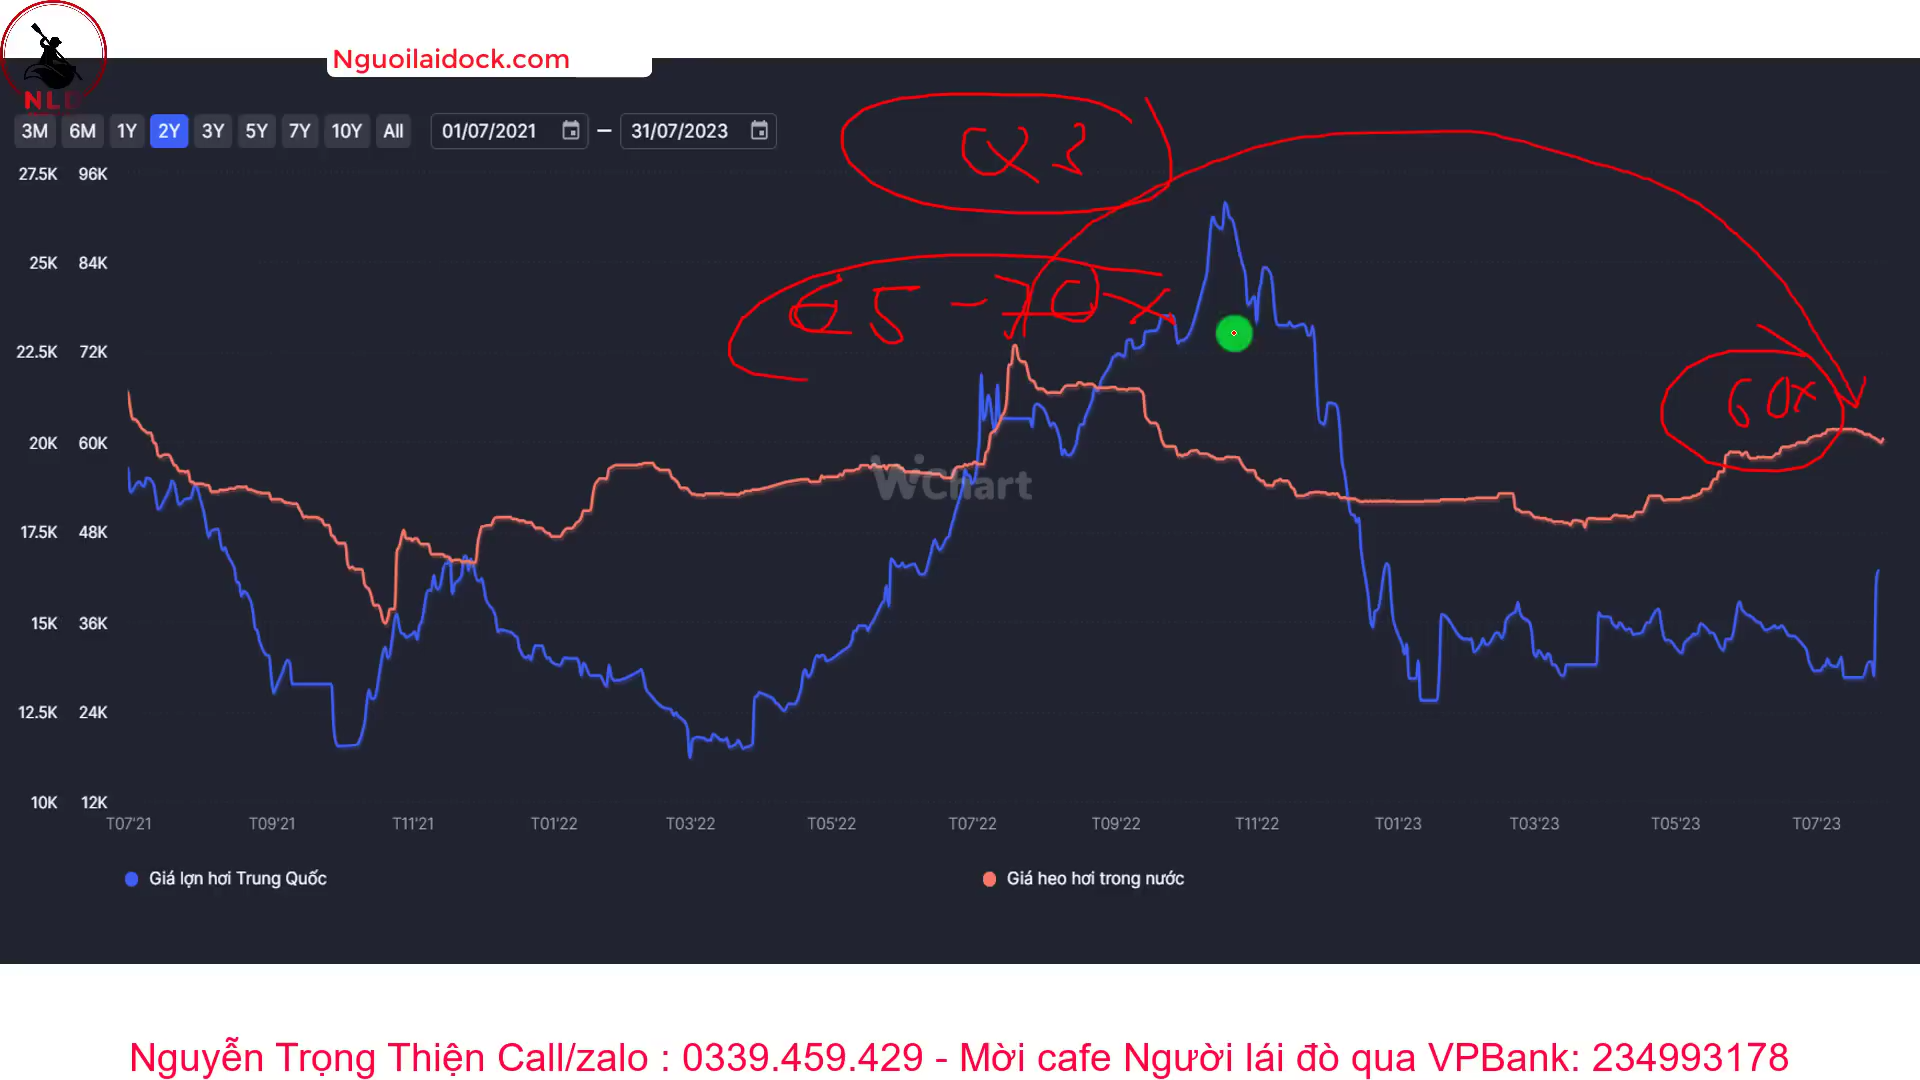 Nguoilaidock.com
NLD
3M 6M 1Y 2Y 3Y 5Y 7Y 10Y All 01/07/2021 – 31/07/2023
Q3
27.5K 96K
25K 84K
65-70x
22.5K 72K
60x
20K 60K
WiChart
17.5K 48K
15K 36K
12.5K 24K
10K 12K
T07'21 T09'21 T11'21 T01'22 T03'22 T05'22 T07'22 T09'22 T11'22 T01'23 T03'23 T05'23 T07'23
Giá lợn hơi Trung Quốc Giá heo hơi trong nước
Nguyễn Trọng Thiện Call/zalo : 0339.459.429 - Mời cafe Người lái đò qua VPBank: 234993178